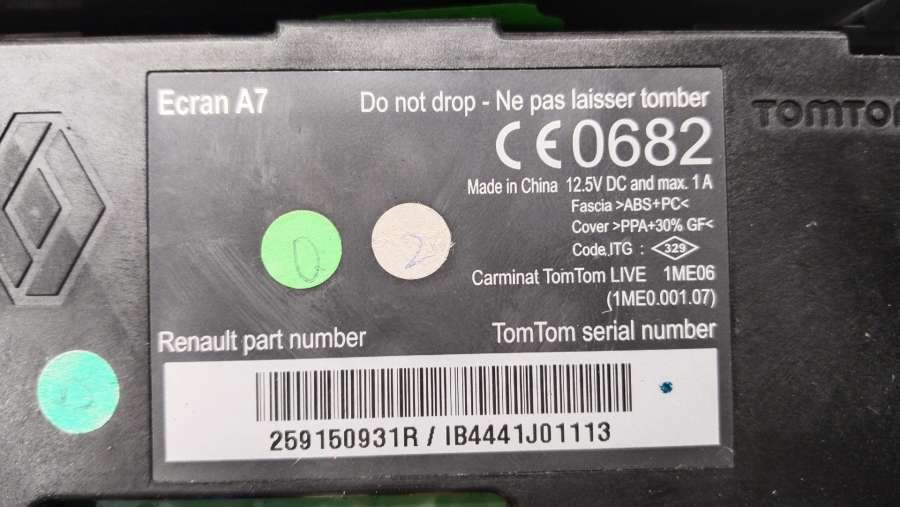 Ecran A7
Do not drop - Ne pas laisser tomber
CE0682
TOMTOM
Made in China 12.5V DC and max. 1 A
Fascia >ABS+PC<
Cover >PPA+30% GF<
Code ITG : 329
0
2
Carminat TomTom LIVE 1ME06
(1ME0.001.07)
Renault part number
TomTom serial number
259150931R / IB4441J01113